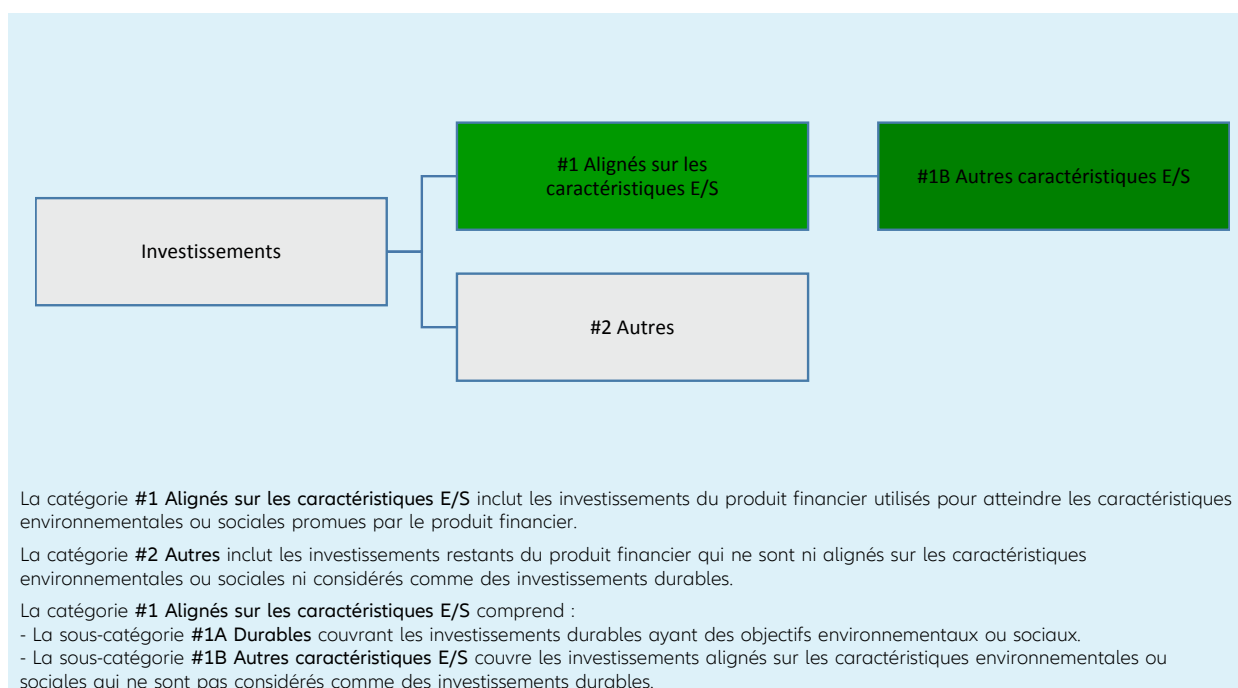 #1 Alignés sur les
caractéristiques E/S
#1B Autres caractéristiques E/S
Investissements
#2 Autres
La catégorie #1 Alignés sur les caractéristiques E/S inclut les investissements du produit financier utilisés pour atteindre les caractéristiques
environnementales ou sociales promues par le produit financier.
La catégorie #2 Autres inclut les investissements restants du produit financier qui ne sont ni alignés sur les caractéristiques
environnementales ou sociales ni considérés comme des investissements durables.
La catégorie #1 Alignés sur les caractéristiques E/S comprend :
- La sous-catégorie #1A Durables couvrant les investissements durables ayant des objectifs environnementaux ou sociaux.
- La sous-catégorie #1B Autres caractéristiques E/S couvre les investissements alignés sur les caractéristiques environnementales ou
sociales qui ne sont pas considérés comme des investissements durables.